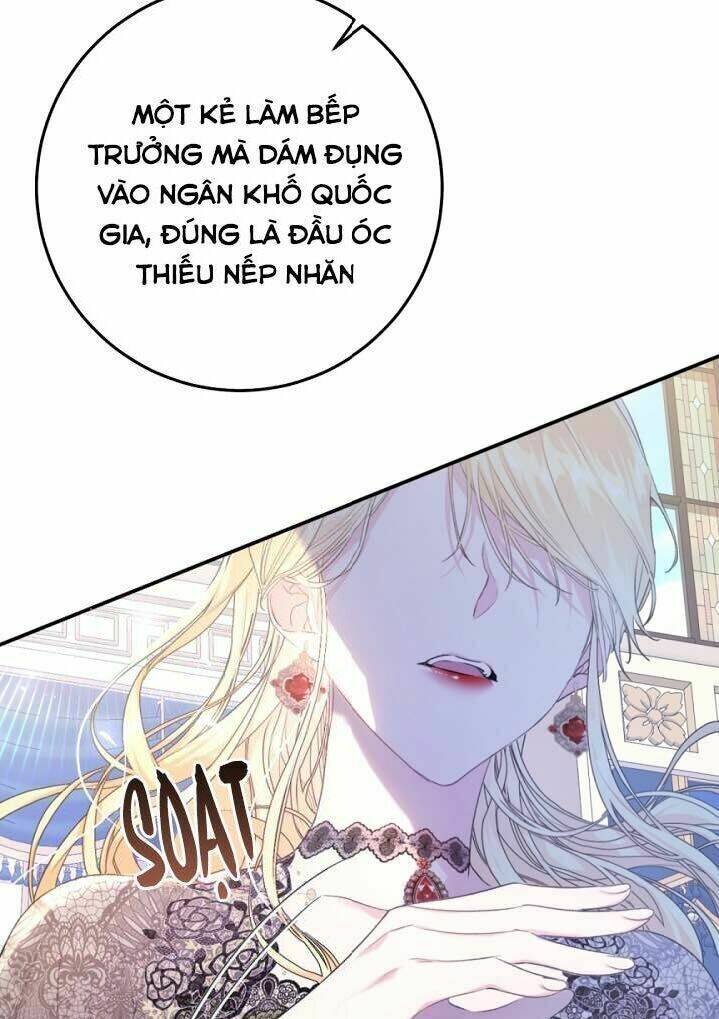 MỘT KẺ LÀM BẾP
TRƯỞNG MÀ DÁM ĐỤNG
VÀO NGÂN KHỐ QUỐC
GIA, ĐÚNG LÀ ĐẦU ÓC
THIẾU NẾP NHĂN
SOẠT